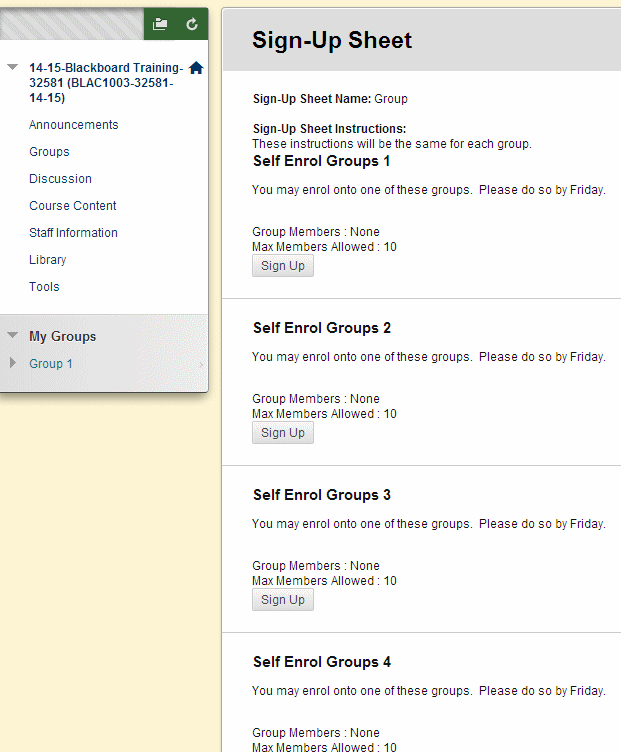 14-15-Blackboard Training-
32581 (BLAC1003-32581-
14-15)
Announcements
Groups
Discussion
Course Content
Staff Information
Library
Tools
My Groups
Group 1
Sign-Up Sheet
Sign-Up Sheet Name: Group
Sign-Up Sheet Instructions:
These instructions will be the same for each group.
Self Enrol Groups 1
You may enrol onto one of these groups.  Please do so by Friday.
Group Members : None
Max Members Allowed : 10
Sign Up
Self Enrol Groups 2
You may enrol onto one of these groups.  Please do so by Friday.
Group Members : None
Max Members Allowed : 10
Sign Up
Self Enrol Groups 3
You may enrol onto one of these groups.  Please do so by Friday.
Group Members : None
Max Members Allowed : 10
Sign Up
Self Enrol Groups 4
You may enrol onto one of these groups.  Please do so by Friday.
Group Members : None
Max Members Allowed : 10